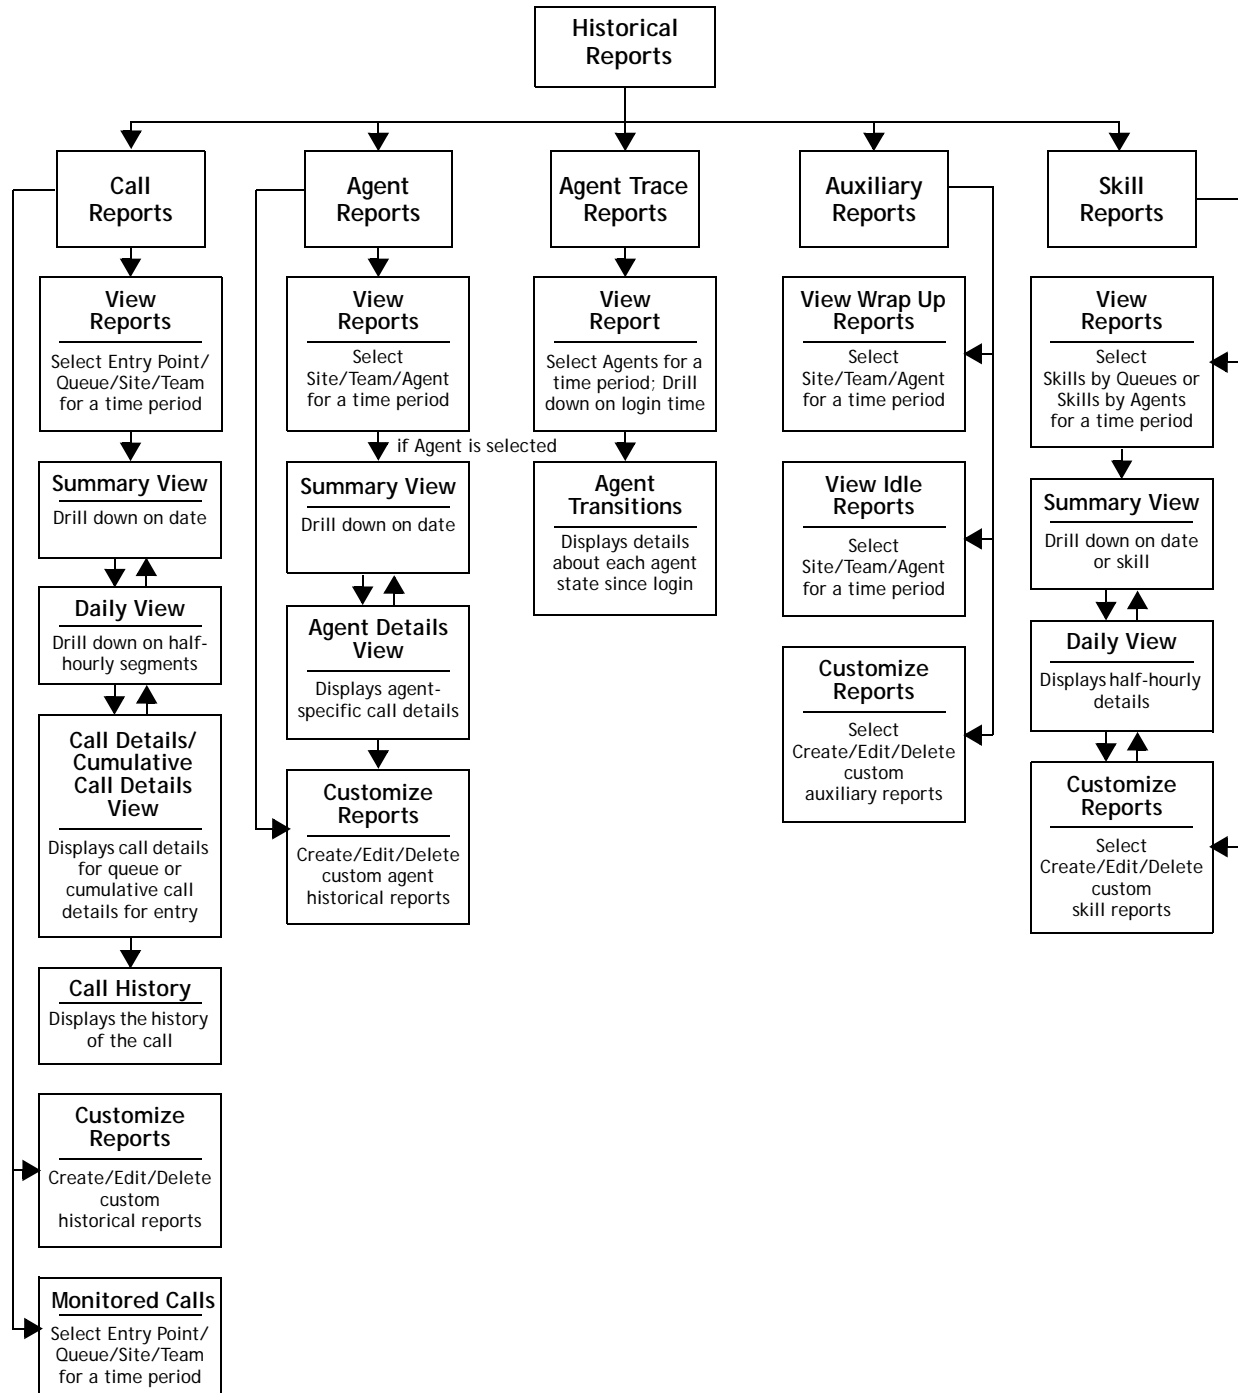 Historical
Reports
Call
Reports
Agent
Reports
Agent Trace
Reports
Auxiliary
Reports
Skill
Reports
View
Reports
Select Entry Point/
Queue/Site/Team
for a time period
Summary View
Drill down on date
Daily View
Drill down on half-
hourly segments
Call Details/
Cumulative
Call Details
View
Displays call details
for queue or
cumulative call
details for entry
Call History
Displays the history
of the call
Customize
Reports
Create/Edit/Delete
custom
historical reports
Monitored Calls
Select Entry Point/
Queue/Site/Team
for a time period
View
Reports
Select
Site/Team/Agent
for a time period
if Agent is selected
Summary View
Drill down on date
Agent Details
View
Displays agent-
specific call details
Customize
Reports
Create/Edit/Delete
custom agent
historical reports
View
Report
Select Agents for a
time period; Drill
down on login time
Agent
Transitions
Displays details
about each agent
state since login
View Wrap Up
Reports
Select
Site/Team/Agent
for a time period
View Idle
Reports
Select
Site/Team/Agent
for a time period
Customize
Reports
Select
Create/Edit/Delete
custom
auxiliary reports
View
Reports
Select
Skills by Queues or
Skills by Agents
for a time period
Summary View
Drill down on date
or skill
Daily View
Displays half-hourly
details
Customize
Reports
Select
Create/Edit/Delete
custom
skill reports